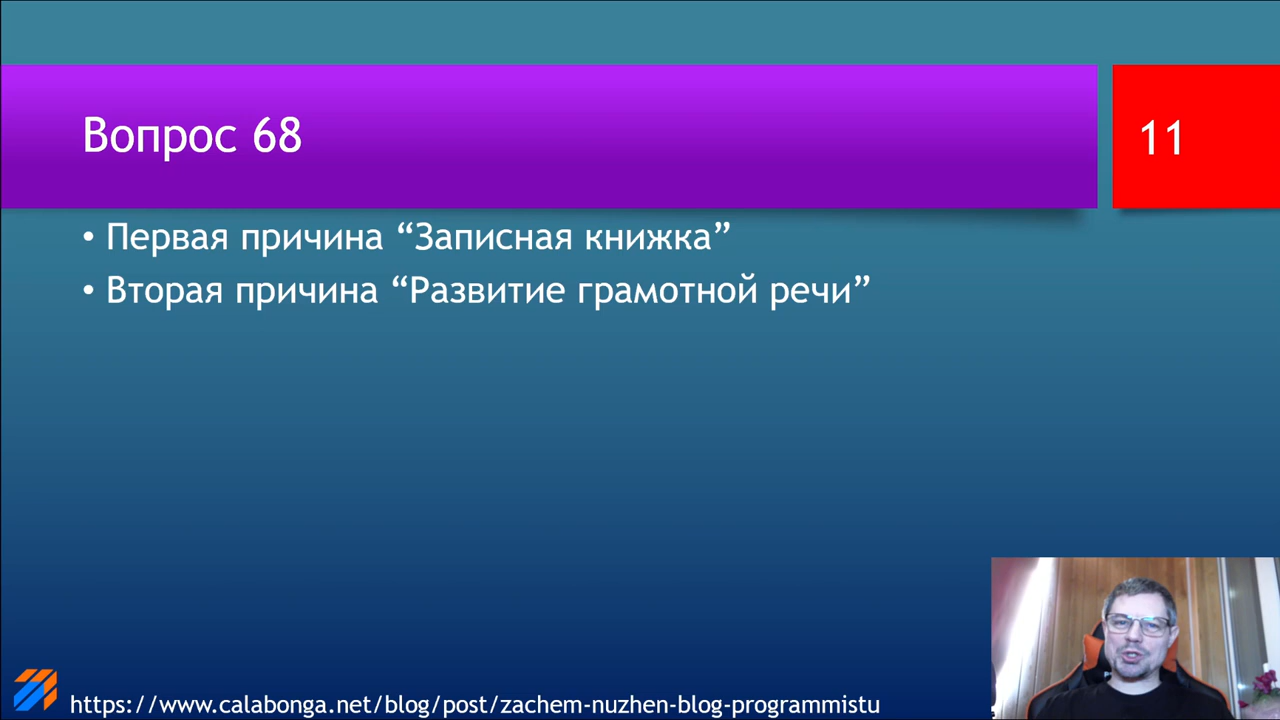 Вопрос 68
11
• Первая причина “Записная книжка”
• Вторая причина “Развитие грамотной речи”
https://www.calabonga.net/blog/post/zachem-nuzhen-blog-programmistu